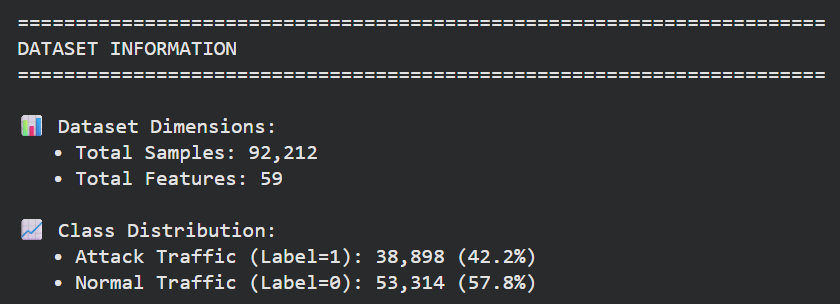 ======================================================================
DATASET INFORMATION
======================================================================
📊 Dataset Dimensions:
• Total Samples: 92,212
• Total Features: 59
📈 Class Distribution:
• Attack Traffic (Label=1): 38,898 (42.2%)
• Normal Traffic (Label=0): 53,314 (57.8%)